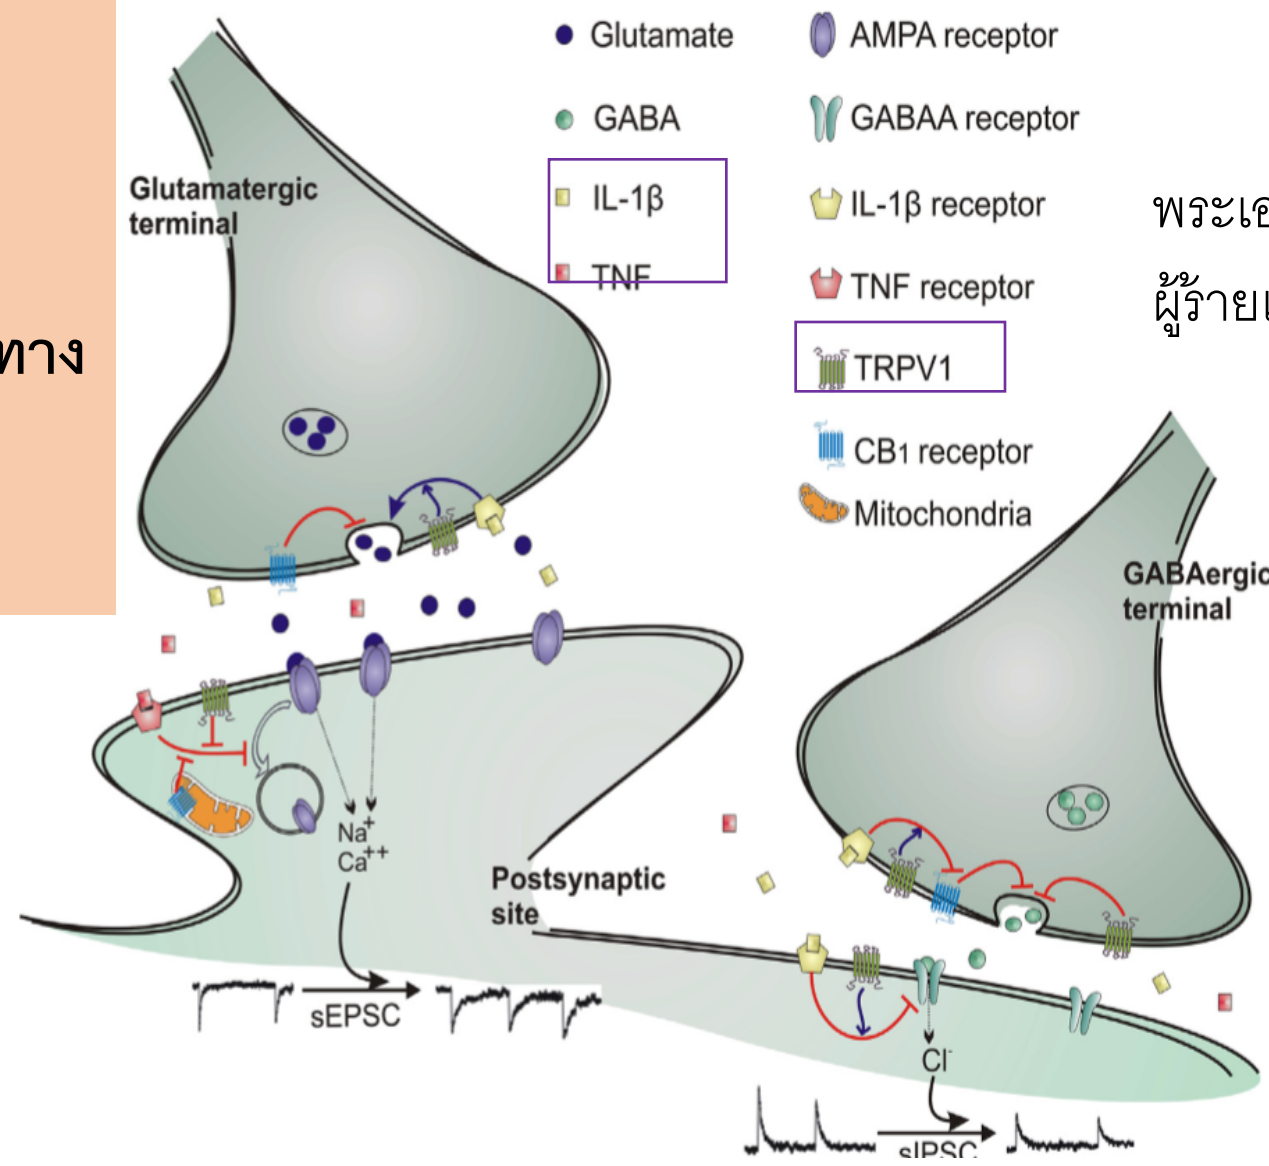 Glutamate
AMPA receptor
GABA
GABAA receptor
Glutamatergic
terminal
IL-1β
IL-1β receptor
TNF
TNF receptor
TRPV1
CB1 receptor
Mitochondria
ทาง
GABAergic
terminal
Na+
Ca++
Postsynaptic
site
sEPSC
Cl-
sIPSC